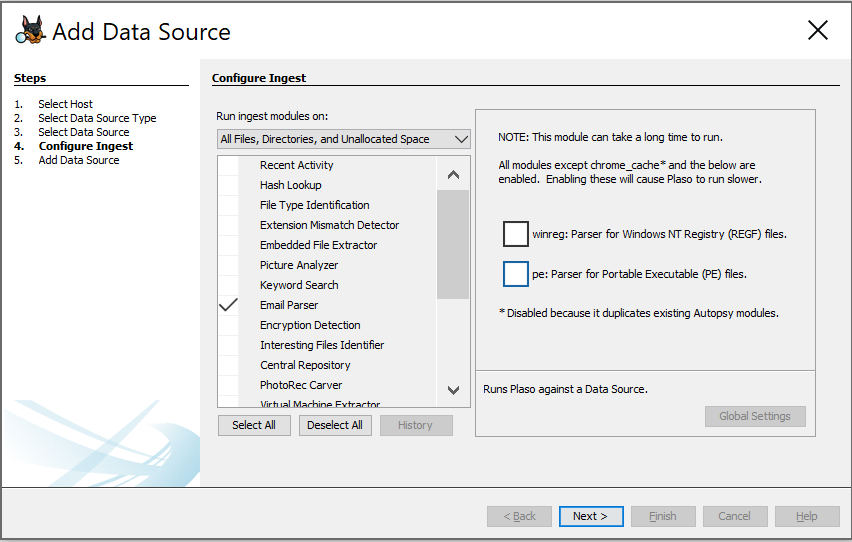 Add Data Source
Steps
1. Select Host
2. Select Data Source Type
3. Select Data Source
4. Configure Ingest
5. Add Data Source
Configure Ingest
Run ingest modules on:
All Files, Directories, and Unallocated Space
Recent Activity
Hash Lookup
File Type Identification
Extension Mismatch Detector
Embedded File Extractor
Picture Analyzer
Keyword Search
Email Parser
Encryption Detection
Interesting Files Identifier
Central Repository
PhotoRec Carver
Virtual Machine Extractor
Select All
Deselect All
History
NOTE: This module can take a long time to run.
All modules except chrome_cache* and the below are
enabled. Enabling these will cause Plaso to run slower.
winreg: Parser for Windows NT Registry (REGF) files.
pe: Parser for Portable Executable (PE) files.
* Disabled because it duplicates existing Autopsy modules.
Runs Plaso against a Data Source.
Global Settings
< Back
Next >
Finish
Cancel
Help